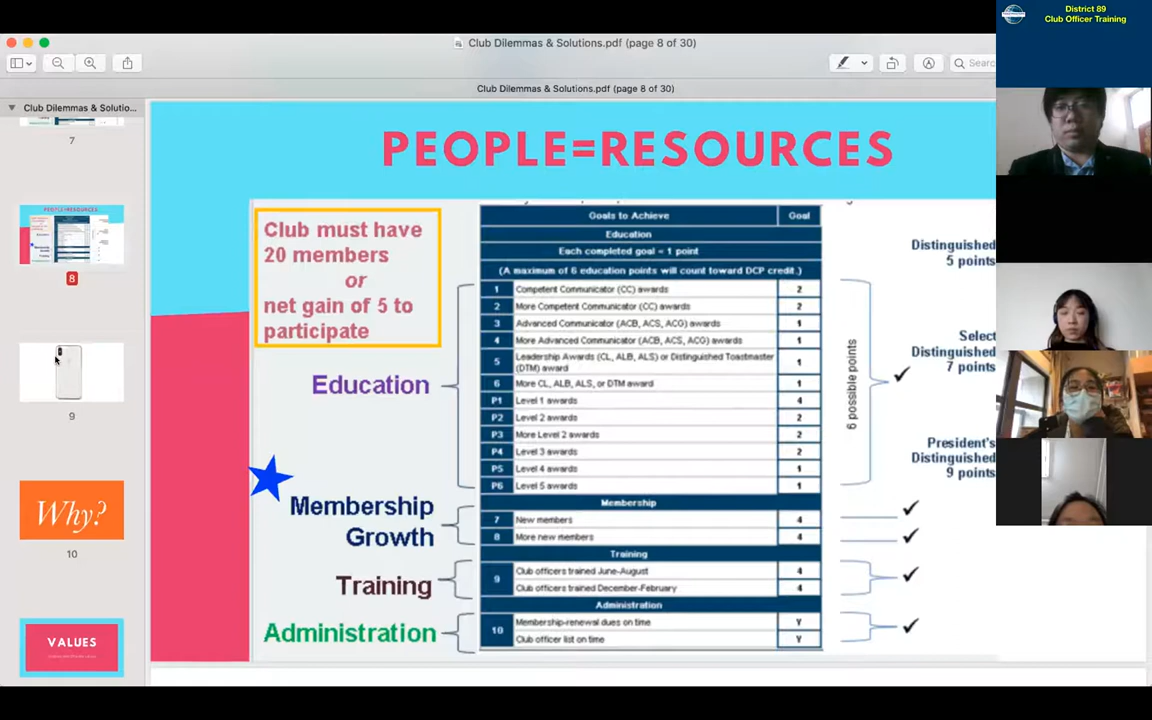 District 89
Club Officer Training
Club Dilemmas & Solutions.pdf (page 8 of 30)
Club Dilemmas & Solutions.pdf (page 8 of 30)
Club Dilemmas & Solutio...
7
8
9
Why?
10
VALUES
PEOPLE=RESOURCES
Club must have
20 members
or
net gain of 5 to
participate
Education
Membership
Growth
Training
Administration
Goals to Achieve Goal
Education
Each completed goal = 1 point
(A maximum of 6 education points will count toward DCP credit.)
1 Competent Communicator (CC) awards 2
2 More Competent Communicator (CC) awards 2
3 Advanced Communicator (ACB, ACS, ACG) awards 1
4 More Advanced Communicator (ACB, ACS, ACG) awards 1
5 Leadership Awards (CL, ALB, ALS) or Distinguished Toastmaster
(DTM) award 1
6 More CL, ALB, ALS, or DTM award 1
P1 Level 1 awards 4
P2 Level 2 awards 2
P3 More Level 2 awards 2
P4 Level 3 awards 2
P5 Level 4 awards 1
P6 Level 5 awards 1
Membership
7 New members 4
8 More new members 4
Training
9 Club officers trained June-August 4
Club officers trained December-February 4
Administration
10 Membership-renewal dues on time Y
Club officer list on time Y
6 possible points
Distinguished
5 points
Select
Distinguished
7 points
President's
Distinguished
9 points
Searc